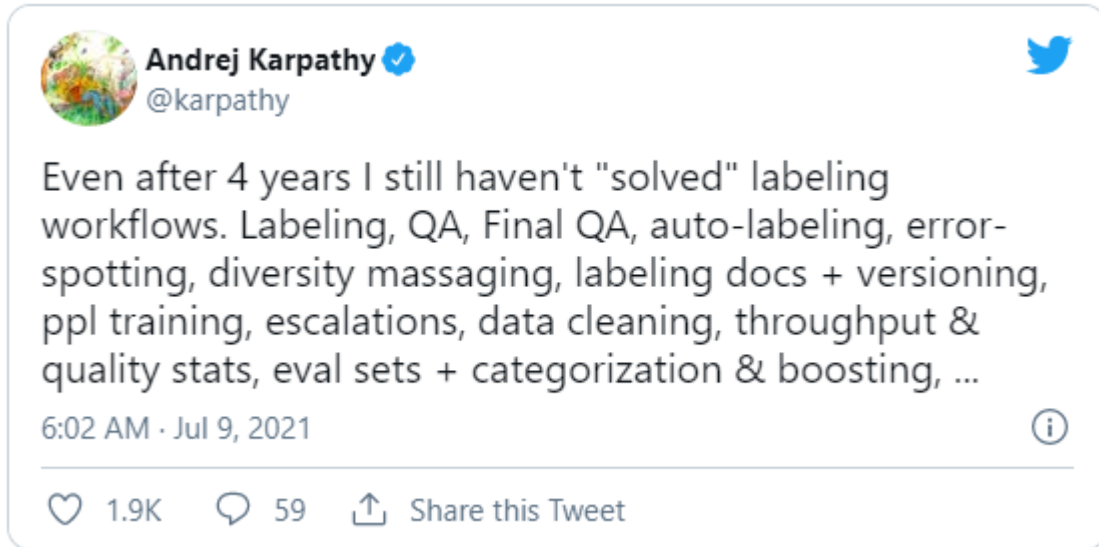 Andrej Karpathy
@karpathy
Even after 4 years I still haven't "solved" labeling
workflows. Labeling, QA, Final QA, auto-labeling, error-
spotting, diversity massaging, labeling docs + versioning,
ppl training, escalations, data cleaning, throughput &
quality stats, eval sets + categorization & boosting, ...
6:02 AM · Jul 9, 2021
1.9K 59 Share this Tweet